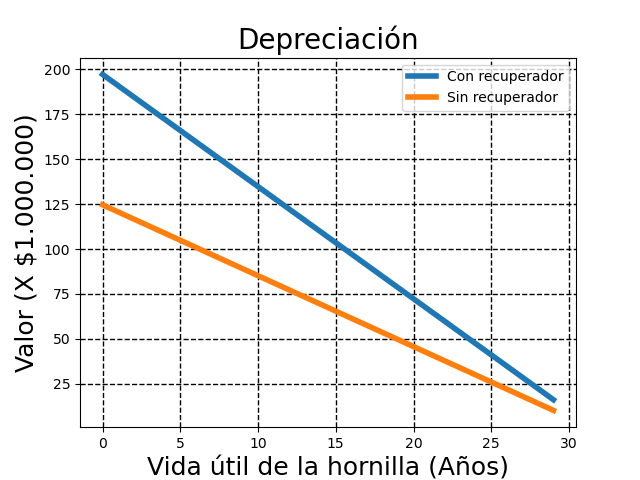 Depreciación
Con recuperador
Sin recuperador
Valor (X $1.000.000)
200
175
150
125
100
75
50
25
0 5 10 15 20 25 30
Vida útil de la hornilla (Años)